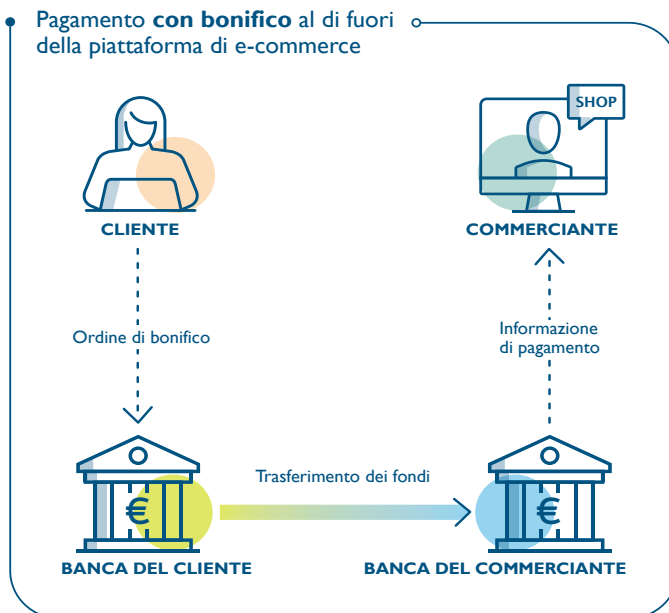 Pagamento con bonifico al di fuori
della piattaforma di e-commerce
SHOP
CLIENTE
COMMERCIANTE
Ordine di bonifico
Informazione
di pagamento
Trasferimento dei fondi
€
€
BANCA DEL CLIENTE
BANCA DEL COMMERCIANTE